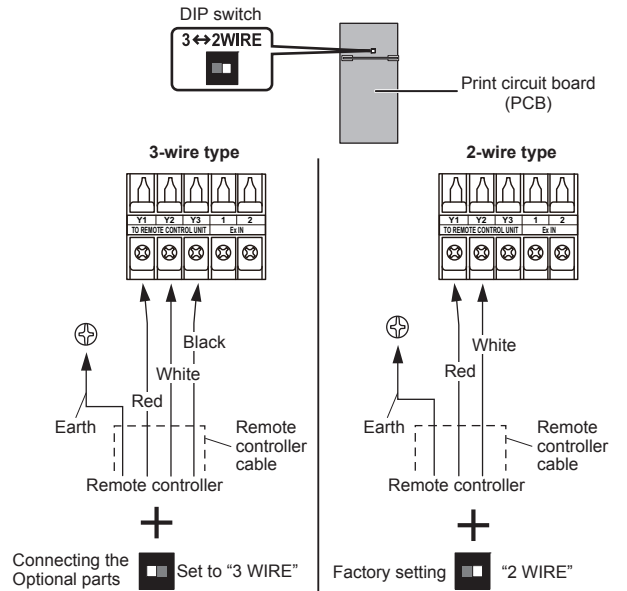 DIP switch
3↔2WIRE
Print circuit board
(PCB)
3-wire type
Y1 Y2 Y3 1 2
TO REMOTE CONTROL UNIT Ex IN
Black
White
Red
Earth
Remote
controller
cable
Remote controller
+
Connecting the
Optional parts
Set to “3 WIRE”
2-wire type
Y1 Y2 Y3 1 2
TO REMOTE CONTROL UNIT Ex IN
White
Red
Earth
Remote
controller
cable
Remote controller
+
Factory setting
“2 WIRE”